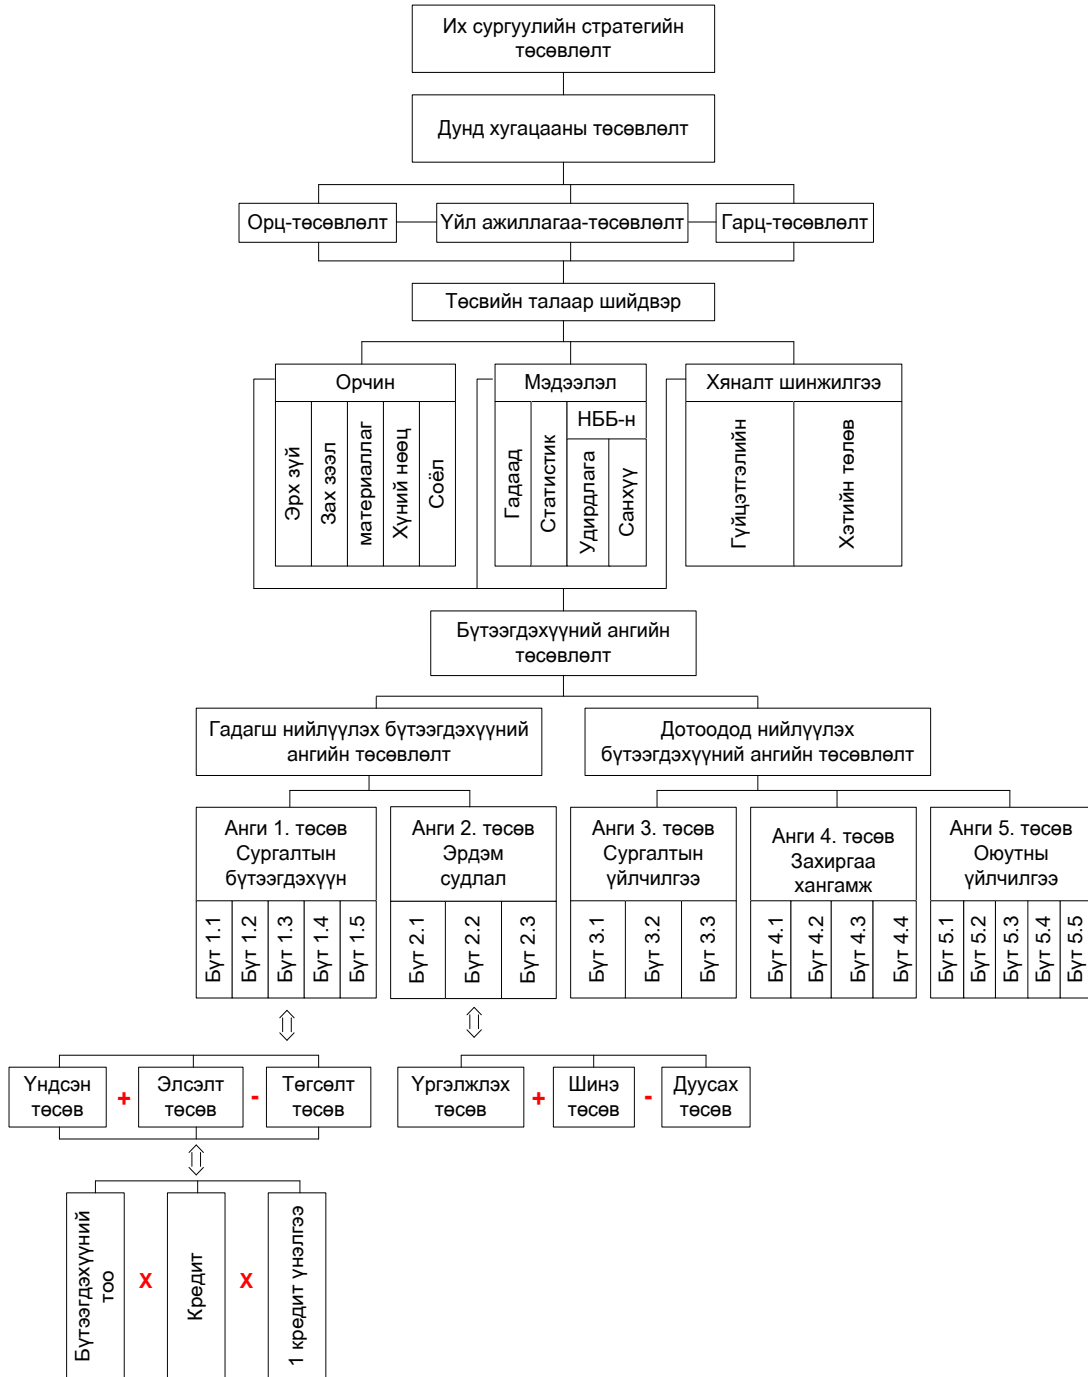 Их сургуулийн стратегийн
төсөвлөлт
Дунд хугацааны төсөвлөлт
Орц-төсөвлөлт
Үйл ажиллагаа-төсөвлөлт
Гарц-төсөвлөлт
Төсвийн талаар шийдвэр
Орчин
Эрх зүй
Зах зээл
материаллаг
Хүний нөөц
Соёл
Мэдээлэл
Гадаад
Статистик
НББ-н
Удирдлага
Санхүү
Хяналт шинжилгээ
Гүйцэтгэлийн
Хэтийн төлөв
Бүтээгдэхүүний ангийн
төсөвлөлт
Гадагш нийлүүлэх бүтээгдэхүүний
ангийн төсөвлөлт
Дотоодод нийлүүлэх
бүтээгдэхүүний ангийн төсөвлөлт
Анги 1. төсөв
Сургалтын
бүтээгдэхүүн
Бүт 1.1
Бүт 1.2
Бүт 1.3
Бүт 1.4
Бүт 1.5
Анги 2. төсөв
Эрдэм
судлал
Бүт 2.1
Бүт 2.2
Бүт 2.3
Анги 3. төсөв
Сургалтын
үйлчилгээ
Бүт 3.1
Бүт 3.2
Бүт 3.3
Анги 4. төсөв
Захиргаа
хангамж
Бүт 4.1
Бүт 4.2
Бүт 4.3
Бүт 4.4
Анги 5. төсөв
Оюутны
үйлчилгээ
Бүт 5.1
Бүт 5.2
Бүт 5.3
Бүт 5.4
Бүт 5.5
Үндсэн
төсөв
+
Элсэлт
төсөв
-
Төгсөлт
төсөв
Үргэлжлэх
төсөв
+
Шинэ
төсөв
-
Дуусах
төсөв
Бүтээгдэхүүний
тоо
X
Кредит
X
1 кредит үнэлгээ